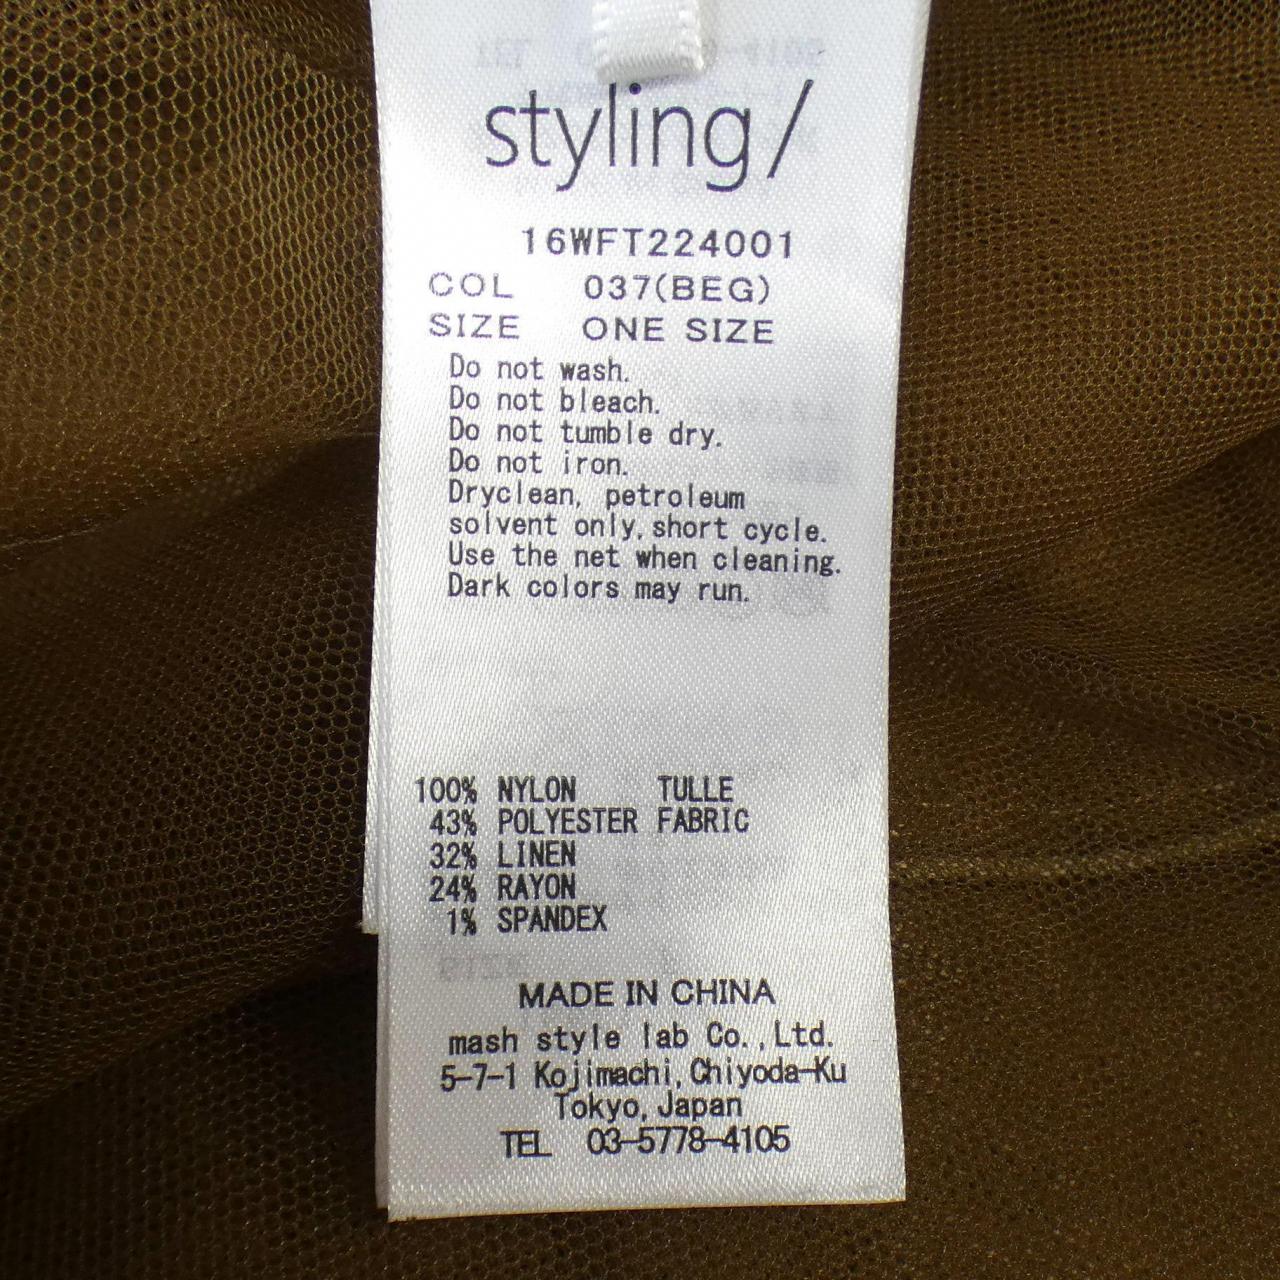 styling/
16WFT224001
COL 037(BEG)
SIZE ONE SIZE
Do not wash.
Do not bleach.
Do not tumble dry.
Do not iron.
Dryclean, petroleum
solvent only, short cycle.
Use the net when cleaning.
Dark colors may run.
100% NYLON TULLE
43% POLYESTER FABRIC
32% LINEN
24% RAYON
1% SPANDEX
MADE IN CHINA
mash style lab Co.,Ltd.
5-7-1 Kojimachi,Chiyoda-Ku
Tokyo,Japan
TEL 03-5778-4105